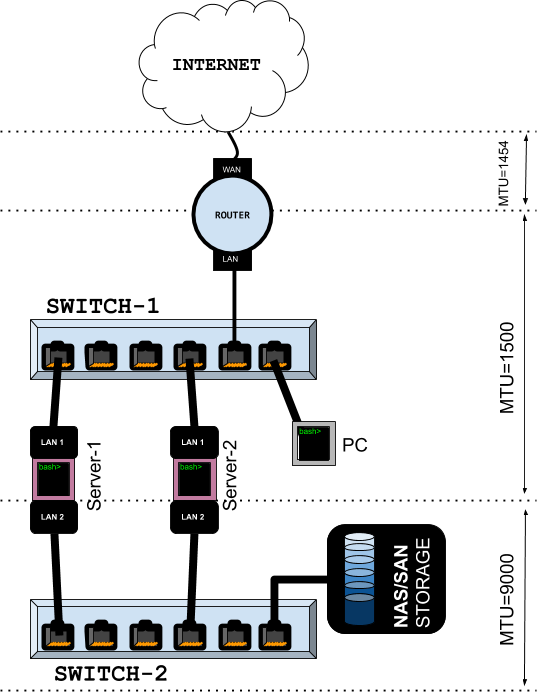 INTERNET
MTU=1454
WAN
ROUTER
LAN
SWITCH-1
MTU=1500
bash>
PC
LAN 1
LAN 1
Server-1
Server-2
bash>
bash>
LAN 2
LAN 2
NAS/SAN
STORAGE
MTU=9000
SWITCH-2